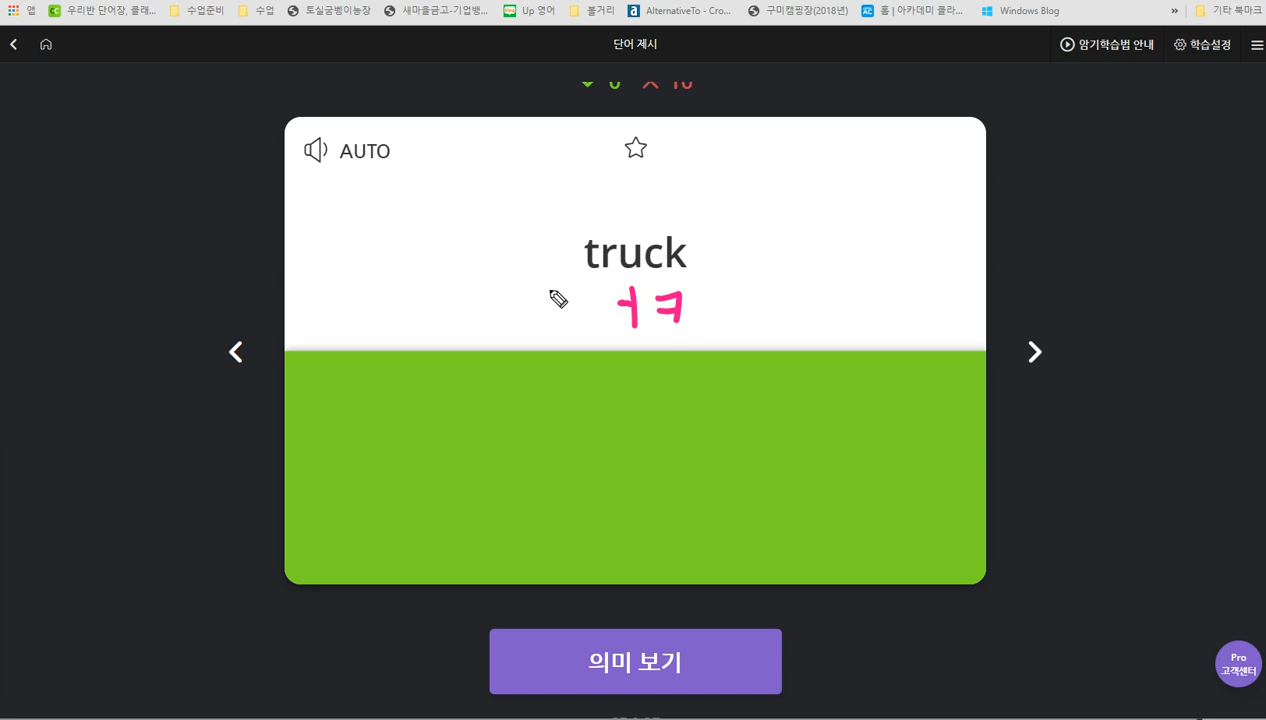 앱 우리반 단어장, 클래... 수업준비 수업 토실굼벵이농장 새마을금고-기업뱅... Up 영어 볼거리 AlternativeTo - Cro... 구미캠핑장(2018년) 홈 | 아카데미 클라... Windows Blog » 기타 북마크
단어 제시 암기학습법 안내 학습설정
AUTO
truck
ㅓㅋ
의미 보기
Pro
고객센터